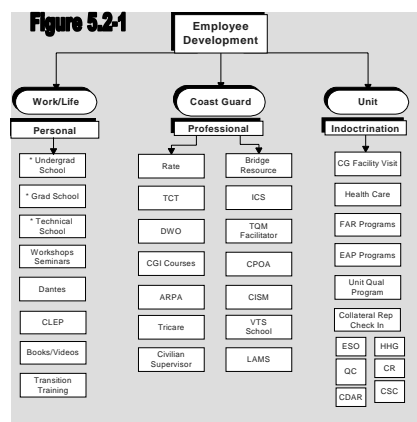 Figure 5.2-1
Employee
Development
Work/Life
Personal
* Undergrad
School
* Grad School
* Technical
School
Workshops
Seminars
Dantes
CLEP
Books/Videos
Transition
Training
Coast Guard
Professional
Rate
TCT
DWO
CGI Courses
ARPA
Tricare
Civilian
Supervisor
Bridge
Resource
ICS
TQM
Facilitator
CPOA
CISM
VTS
School
LAMS
Unit
Indoctrination
CG Facility Visit
Health Care
FAR Programs
EAP Programs
Unit Qual
Program
Collateral Rep
Check In
ESO
HHG
QC
CR
CDAR
CSC